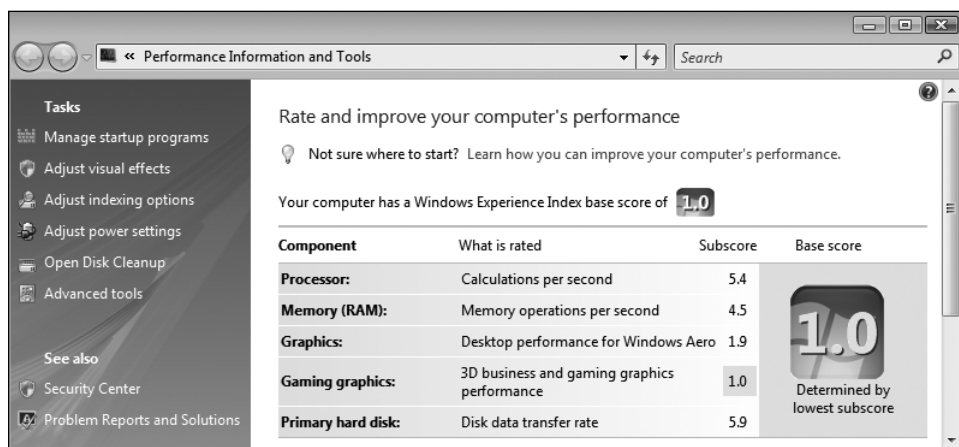 « Performance Information and Tools
Search
Tasks
Manage startup programs
Adjust visual effects
Adjust indexing options
Adjust power settings
Open Disk Cleanup
Advanced tools
See also
Security Center
Problem Reports and Solutions
Rate and improve your computer's performance
Not sure where to start? Learn how you can improve your computer's performance.
Your computer has a Windows Experience Index base score of 1.0
Component What is rated Subscore Base score
Processor: Calculations per second 5.4
Memory (RAM): Memory operations per second 4.5
Graphics: Desktop performance for Windows Aero 1.9
Gaming graphics: 3D business and gaming graphics
performance 1.0
Primary hard disk: Disk data transfer rate 5.9
1.0
Determined by
lowest subscore